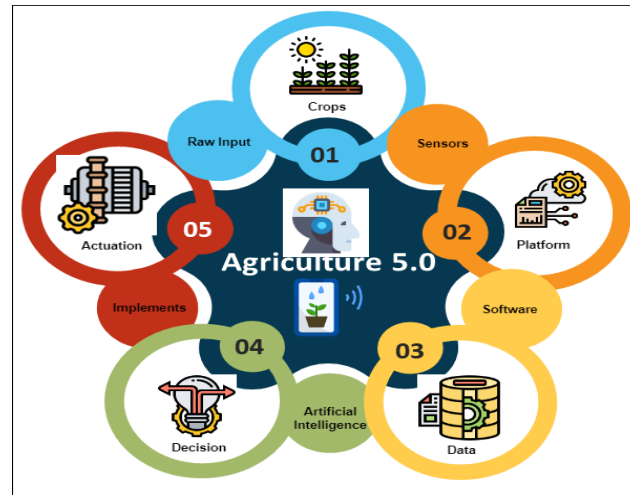 Crops
01
Raw Input
Sensors
05
Actuation
02
Platform
Agriculture 5.0
Implements
Software
04
03
Decision
Artificial
Intelligence
Data